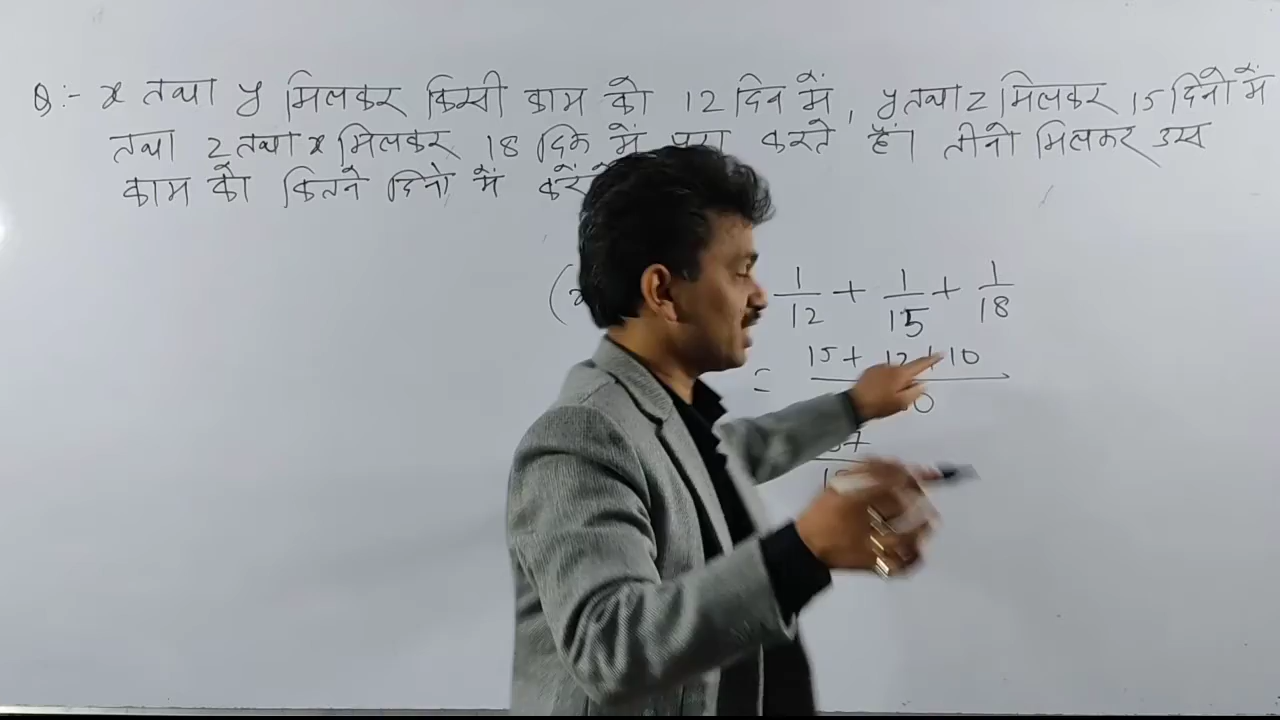 Q:- x तथा y मिलकर किसी काम को 12 दिन में, y तथा z मिलकर 15 दिनों में
तथा z तथा x मिलकर 18 दिन में पूरा करते हैं। तीनो मिलकर उस
काम को कितने दिनो में
( 1/12 + 1/15 + 1/18
= 15 + 12 + 10
37